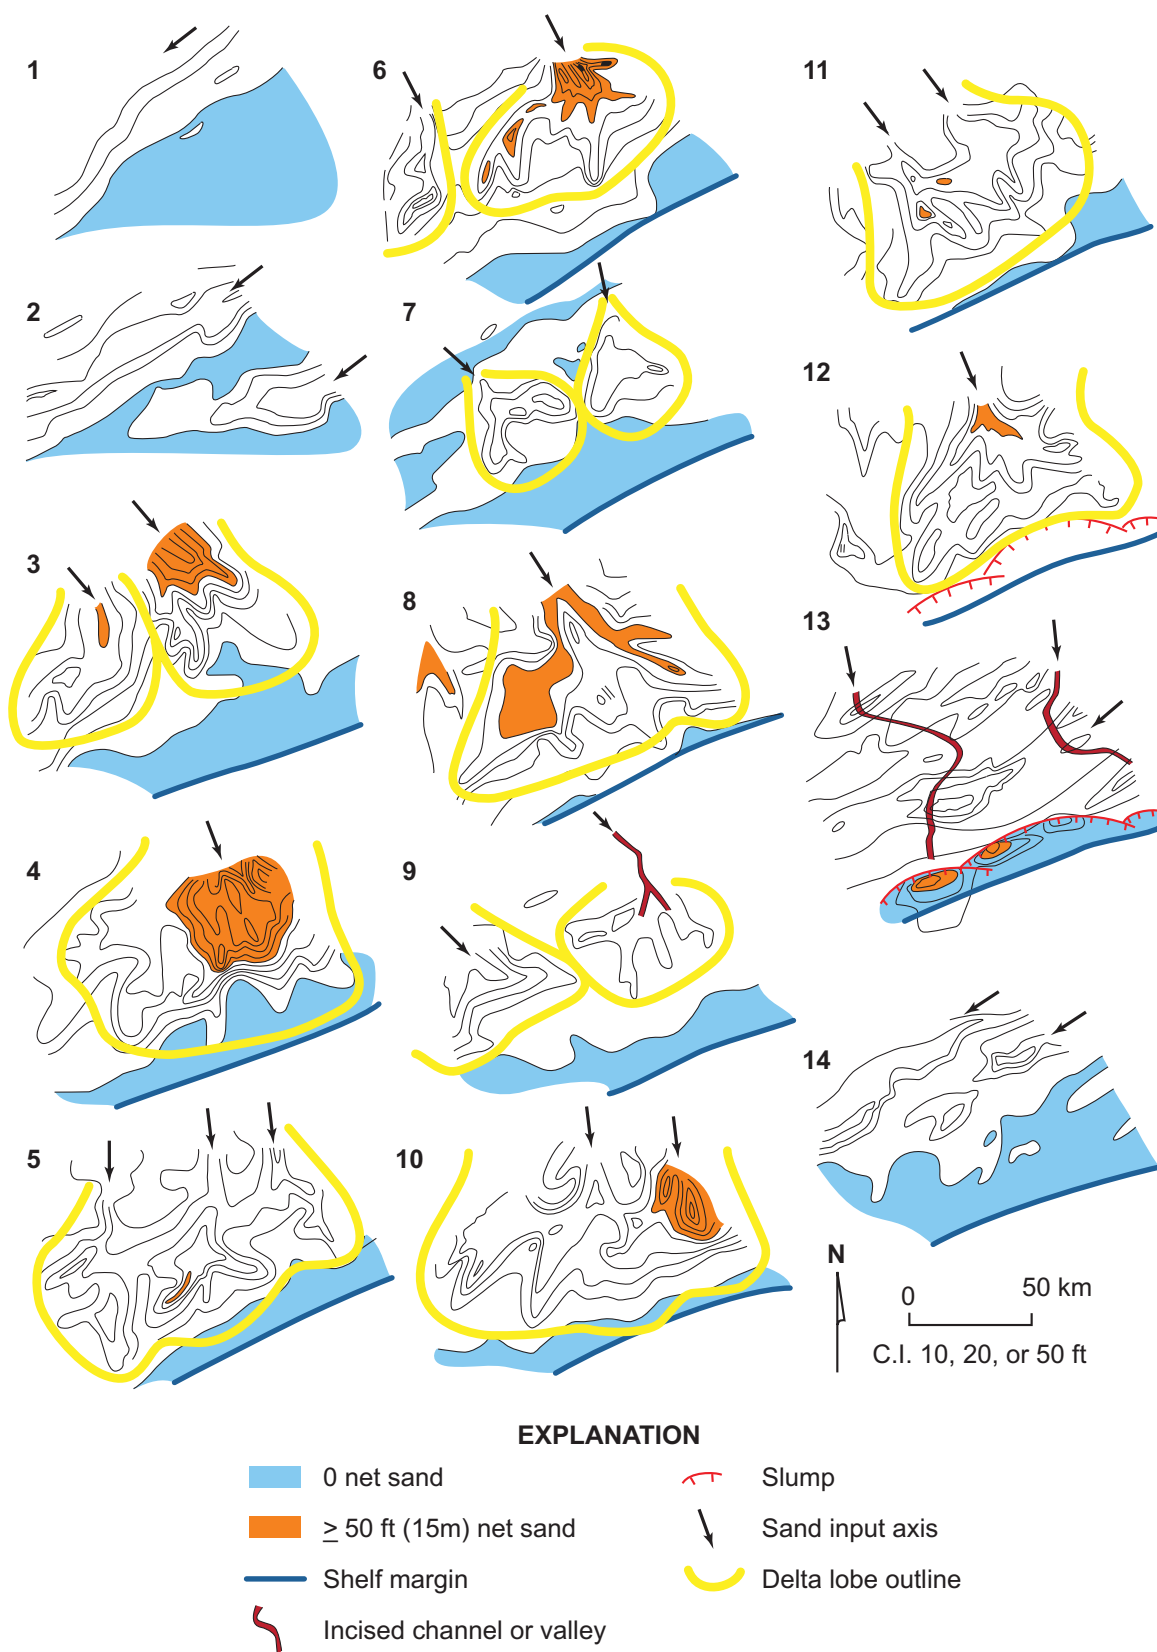 1
2
3
4
5
6
7
8
9
10
11
12
13
14
N
0 50 km
C.I. 10, 20, or 50 ft
EXPLANATION
0 net sand
≥ 50 ft (15m) net sand
Shelf margin
Incised channel or valley
Slump
Sand input axis
Delta lobe outline